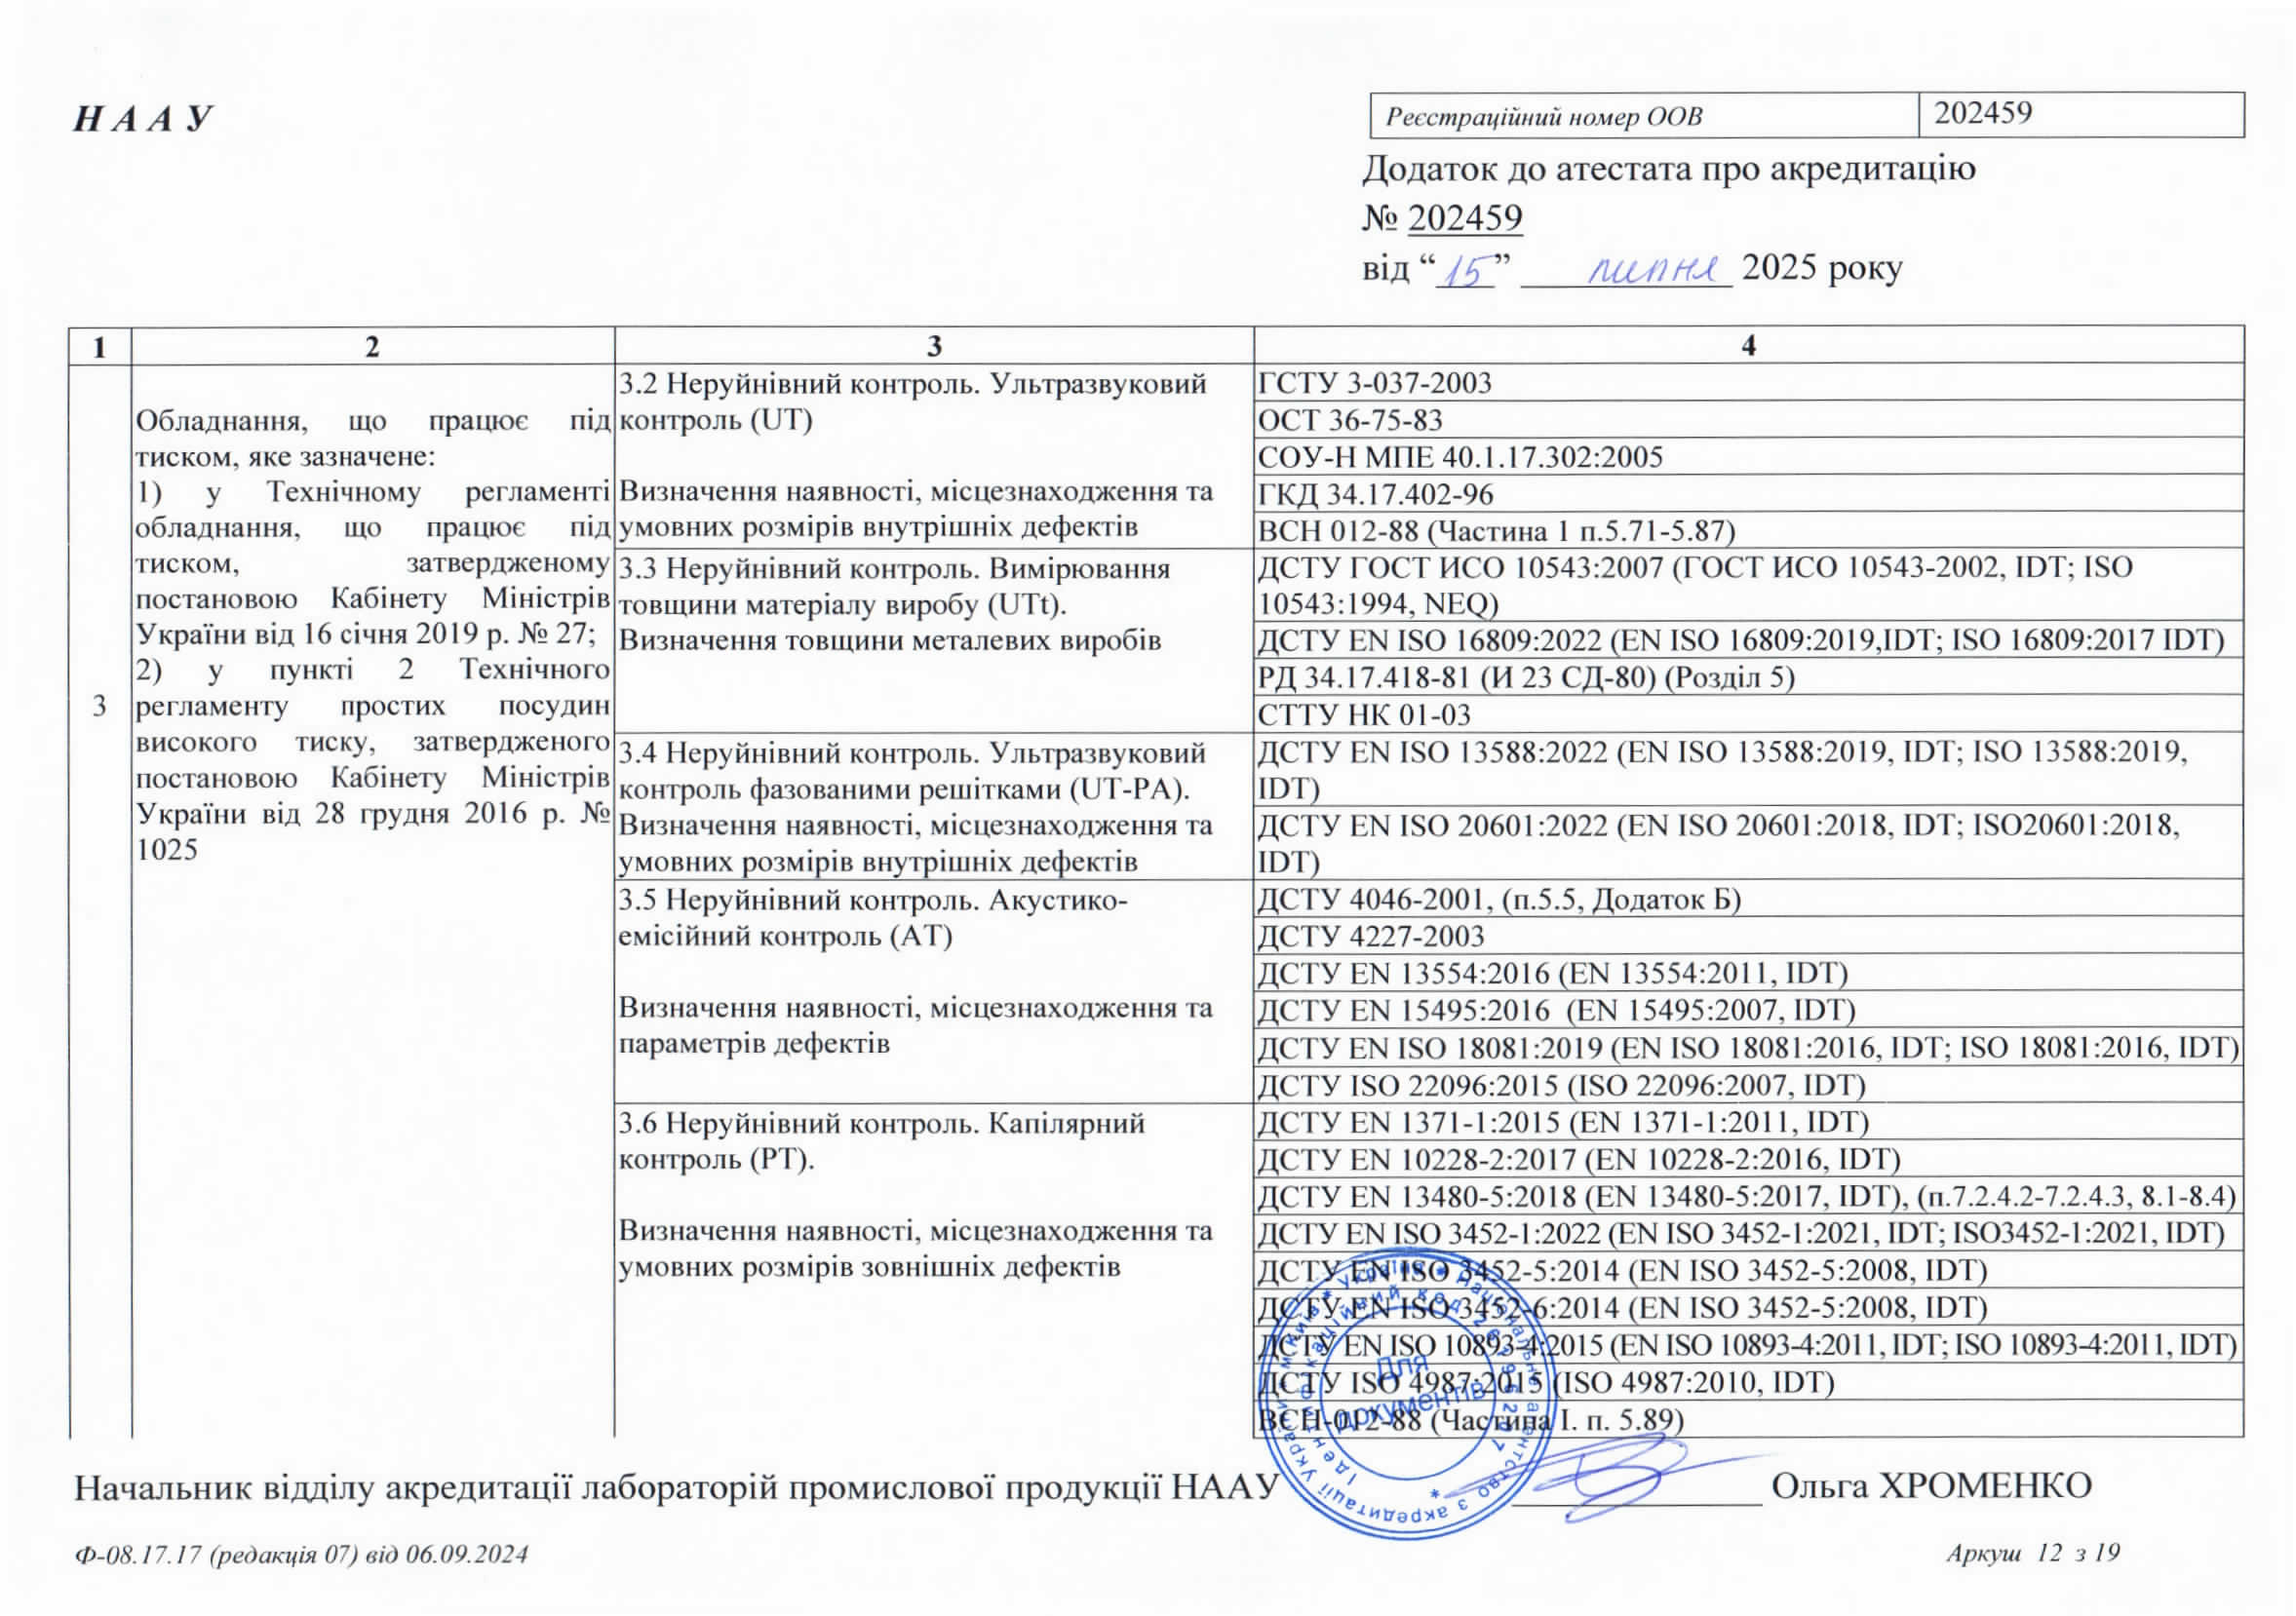 Н А А У
Реєстраційний номер ООВ 202459
Додаток до атестата про акредитацію
№ 202459
від “15” липня 2025 року
1 2 3 4
3
Обладнання, що працює під
тиском, яке зазначене:
1) у Технічному регламенті
обладнання, що працює під
тиском, затвердженому
постановою Кабінету Міністрів
України від 16 січня 2019 р. № 27;
2) у пункті 2 Технічного
регламенту простих посудин
високого тиску, затвердженого
постановою Кабінету Міністрів
України від 28 грудня 2016 р. №
1025
3.2 Неруйнівний контроль. Ультразвуковий
контроль (UT)
Визначення наявності, місцезнаходження та
умовних розмірів внутрішніх дефектів
ГСТУ 3-037-2003
ОСТ 36-75-83
СОУ-Н МПЕ 40.1.17.302:2005
ГКД 34.17.402-96
ВСН 012-88 (Частина 1 п.5.71-5.87)
3.3 Неруйнівний контроль. Вимірювання
товщини матеріалу виробу (UTt).
Визначення товщини металевих виробів
ДСТУ ГОСТ ИСО 10543:2007 (ГОСТ ИСО 10543-2002, IDT; ISO
10543:1994, NEQ)
ДСТУ EN ISO 16809:2022 (EN ISO 16809:2019,IDT; ISO 16809:2017 IDT)
РД 34.17.418-81 (И 23 СД-80) (Розділ 5)
СТТУ НК 01-03
3.4 Неруйнівний контроль. Ультразвуковий
контроль фазованими решітками (UT-PA).
Визначення наявності, місцезнаходження та
умовних розмірів внутрішніх дефектів
ДСТУ EN ISO 13588:2022 (EN ISO 13588:2019, IDT; ISO 13588:2019,
IDT)
ДСТУ EN ISO 20601:2022 (EN ISO 20601:2018, IDT; ISO20601:2018,
IDT)
3.5 Неруйнівний контроль. Акустико-
емісійний контроль (АТ)
Визначення наявності, місцезнаходження та
параметрів дефектів
ДСТУ 4046-2001, (п.5.5, Додаток Б)
ДСТУ 4227-2003
ДСТУ EN 13554:2016 (EN 13554:2011, IDT)
ДСТУ EN 15495:2016 (EN 15495:2007, IDT)
ДСТУ EN ISO 18081:2019 (EN ISO 18081:2016, IDT; ISO 18081:2016, IDT)
ДСТУ ISO 22096:2015 (ISO 22096:2007, IDT)
3.6 Неруйнівний контроль. Капілярний
контроль (РТ).
Визначення наявності, місцезнаходження та
умовних розмірів зовнішніх дефектів
ДСТУ EN 1371-1:2015 (EN 1371-1:2011, IDT)
ДСТУ EN 10228-2:2017 (EN 10228-2:2016, IDT)
ДСТУ EN 13480-5:2018 (EN 13480-5:2017, IDT), (п.7.2.4.2-7.2.4.3, 8.1-8.4)
ДСТУ EN ISO 3452-1:2022 (EN ISO 3452-1:2021, IDT; ISO3452-1:2021, IDT)
ДСТУ EN ISO 3452-5:2014 (EN ISO 3452-5:2008, IDT)
ДСТУ EN ISO 3452-6:2014 (EN ISO 3452-5:2008, IDT)
ДСТУ EN ISO 10893-4:2015 (EN ISO 10893-4:2011, IDT; ISO 10893-4:2011, IDT)
ДСТУ ISO 4987:2015 (ISO 4987:2010, IDT)
ВСН-012-88 (Частина І. п. 5.89)
Україна * Національне агентство з акредитації України * м.Київ *
Ідентифікаційний код 26196207 *
Для
документів
Начальник відділу акредитації лабораторій промислової продукції НААУ Ольга ХРОМЕНКО
Ф-08.17.17 (редакція 07) від 06.09.2024 Аркуш 12 з 19